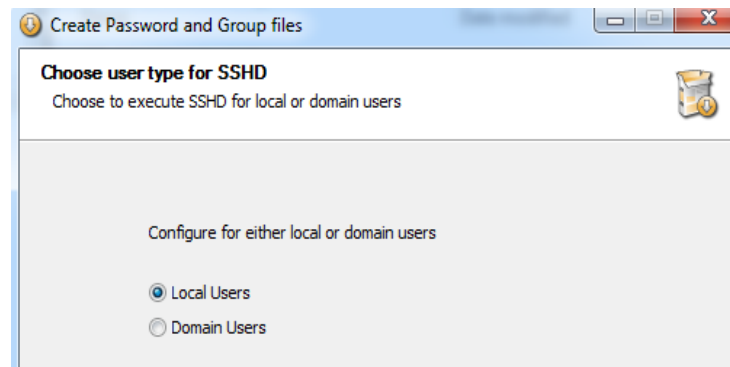 Create Password and Group files
Choose user type for SSHD
Choose to execute SSHD for local or domain users
Configure for either local or domain users
Local Users
Domain Users